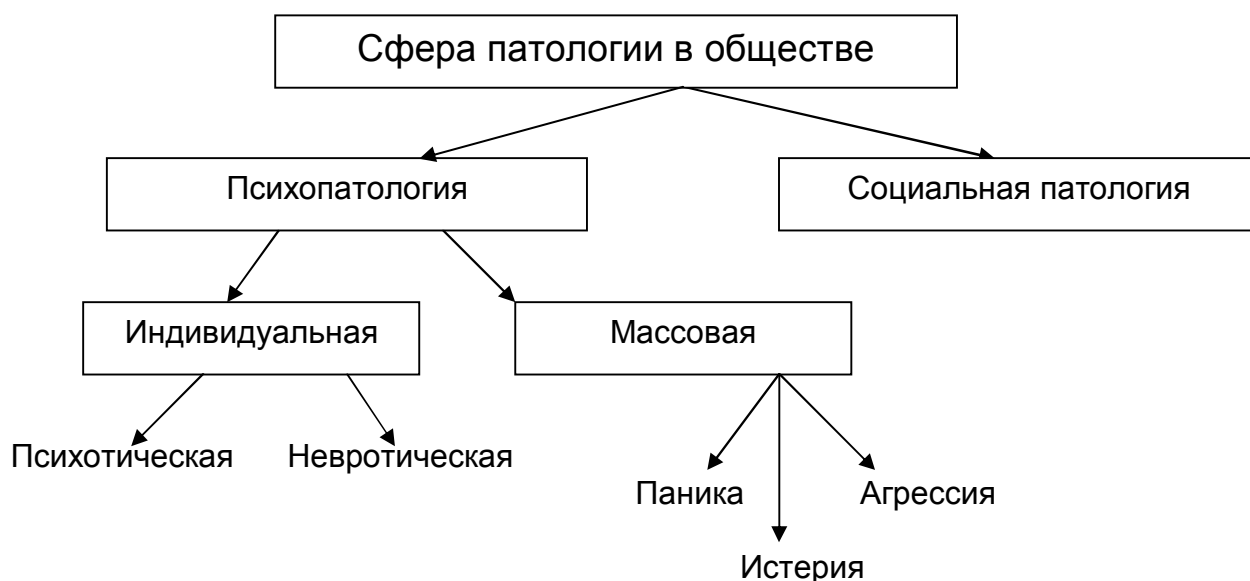 Сфера патологии в обществе
Психопатология
Социальная патология
Индивидуальная
Массовая
Психотическая
Невротическая
Паника
Агрессия
Истерия